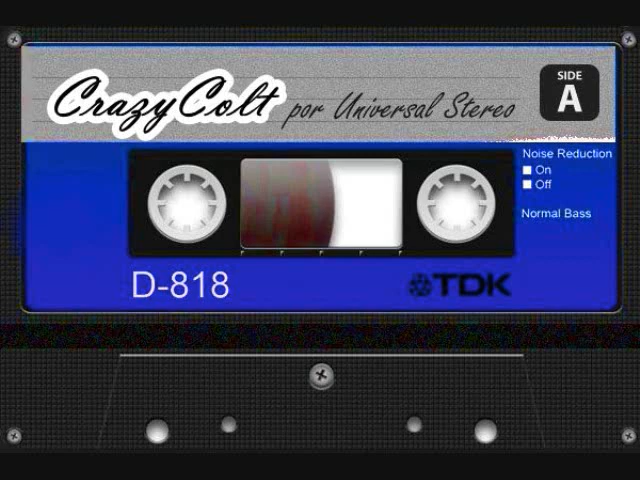 CrazyColt por Universal Stereo
SIDE
A
Noise Reduction
On
Off
Normal Bass
D-818
TDK